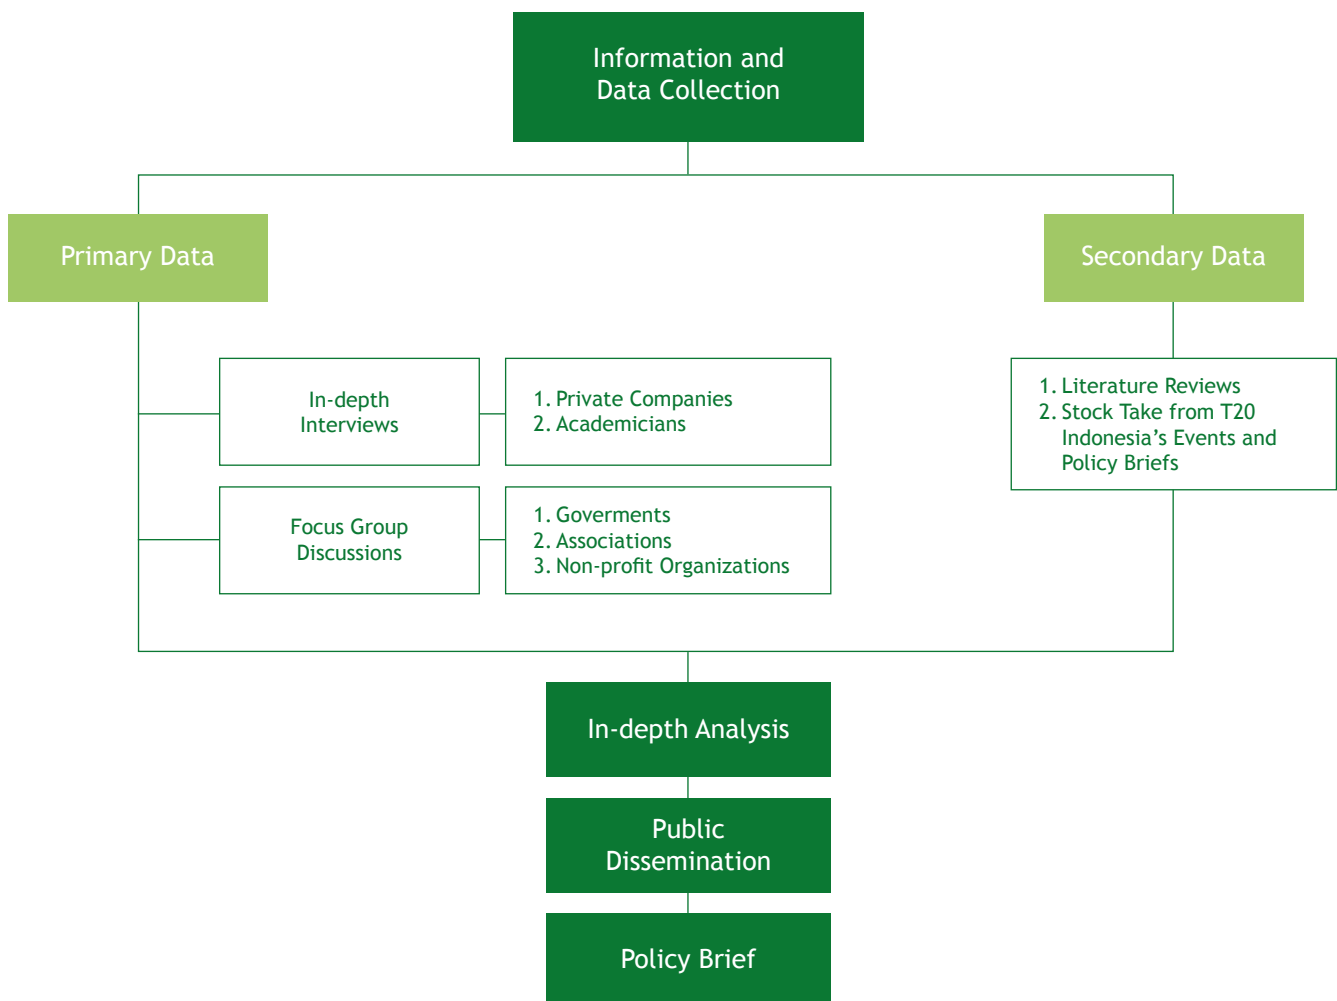 Information and
Data Collection
Primary Data
Secondary Data
In-depth
Interviews
1. Private Companies
2. Academicians
1. Literature Reviews
2. Stock Take from T20
Indonesia’s Events and
Policy Briefs
Focus Group
Discussions
1. Goverments
2. Associations
3. Non-profit Organizations
In-depth Analysis
Public
Dissemination
Policy Brief